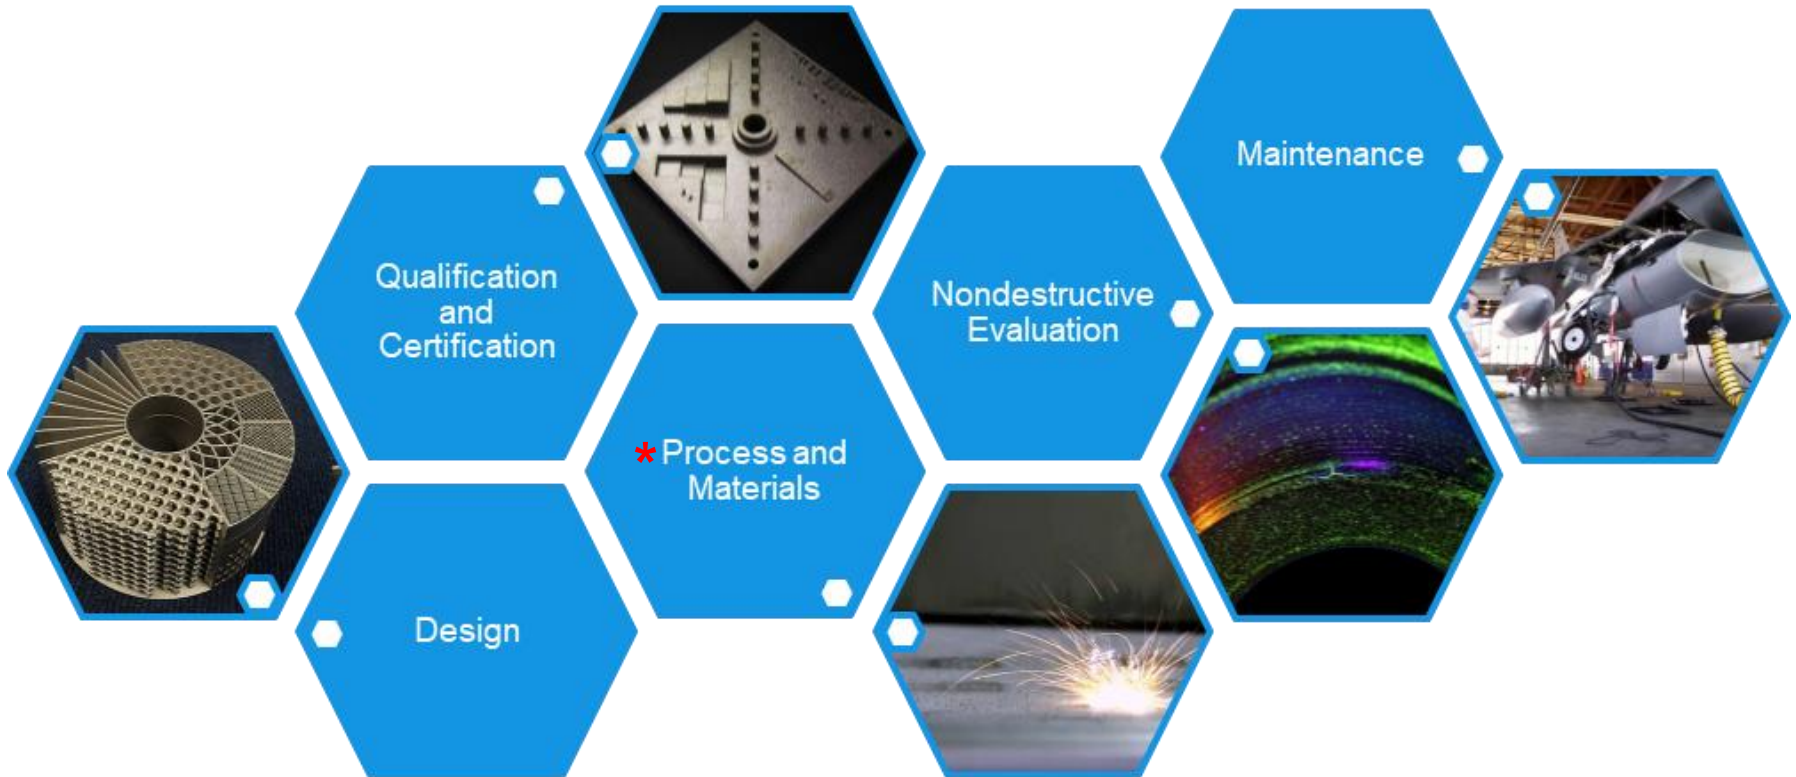 Qualification
and
Certification
Design
* Process and
Materials
Nondestructive
Evaluation
Maintenance